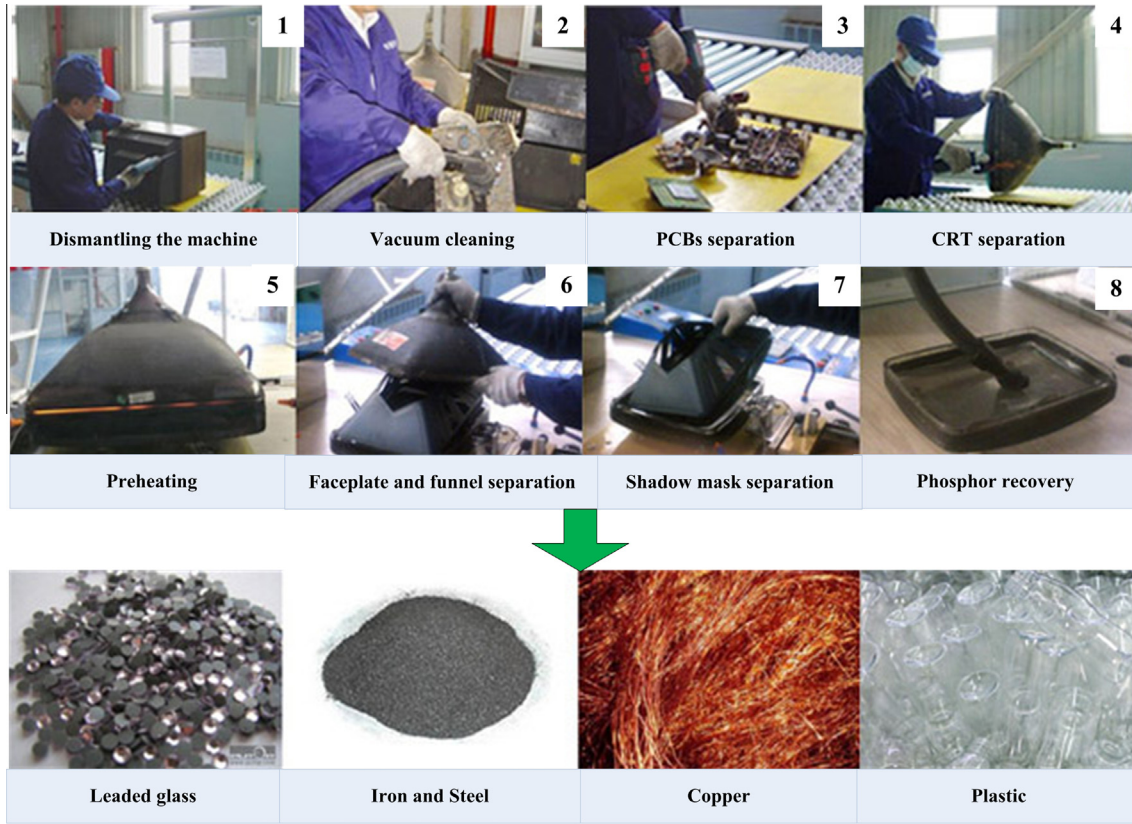 1
2
3
4
Dismantling the machine
Vacuum cleaning
PCBs separation
CRT separation
5
6
7
8
Preheating
Faceplate and funnel separation
Shadow mask separation
Phosphor recovery
Leaded glass
Iron and Steel
Copper
Plastic